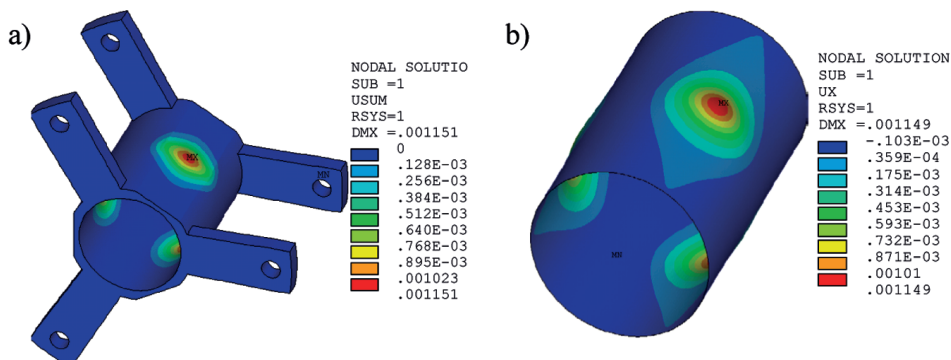 a)
NODAL SOLUTIO
SUB =1
USUM
RSYS=1
DMX =.001151
0
.128E-03
.256E-03
.384E-03
.512E-03
.640E-03
.768E-03
.895E-03
.001023
.001151
MX
MN
b)
NODAL SOLUTION
SUB =1
UX
RSYS=1
DMX =.001149
-.103E-03
.359E-04
.175E-03
.314E-03
.453E-03
.593E-03
.732E-03
.871E-03
.00101
.001149
MX
MN